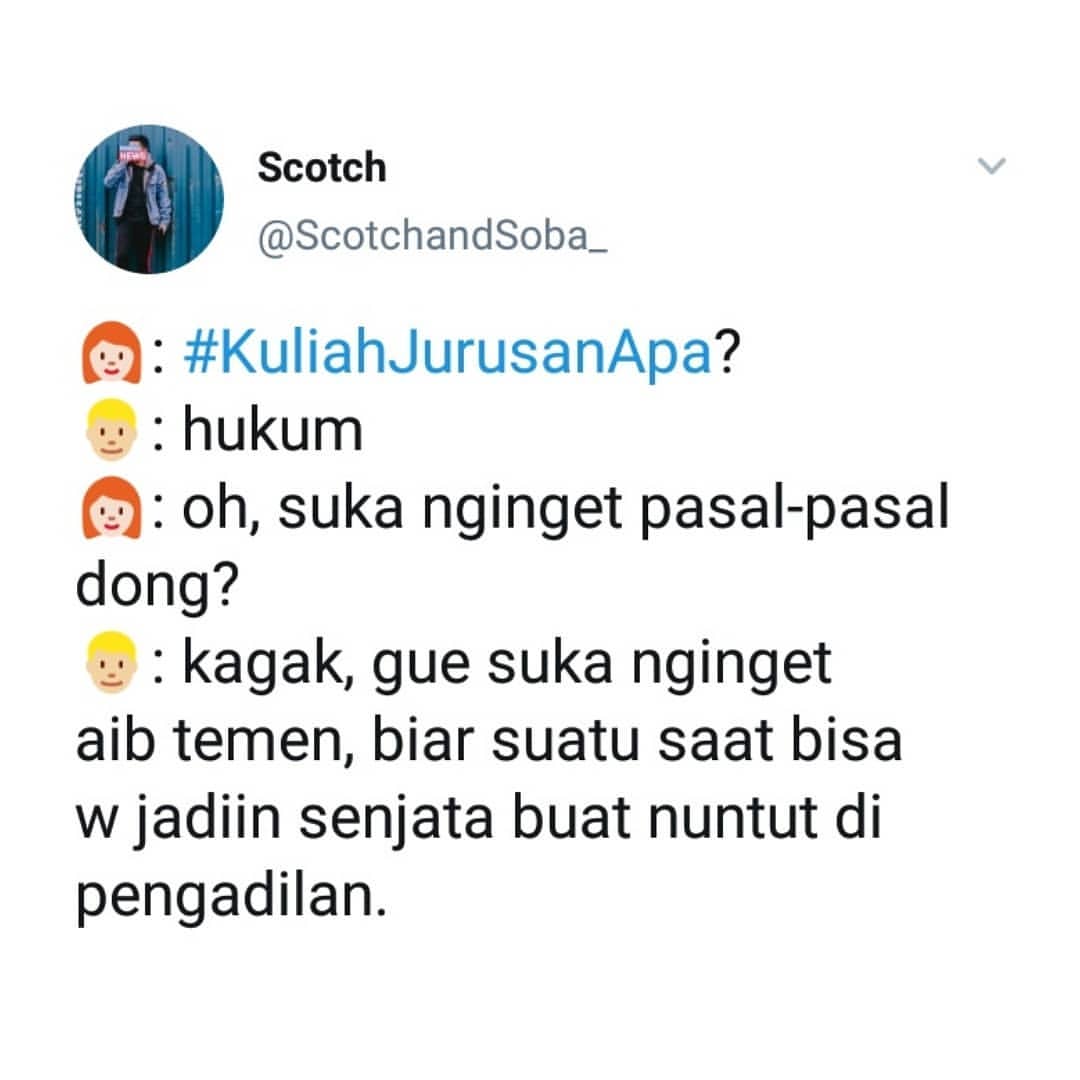 Scotch
@ScotchandSoba_
👩‍🦰: #KuliahJurusanApa?
👱🏼‍♂️: hukum
👩‍🦰: oh, suka nginget pasal-pasal
dong?
👱🏼‍♂️: kagak, gue suka nginget
aib temen, biar suatu saat bisa
w jadiin senjata buat nuntut di
pengadilan.